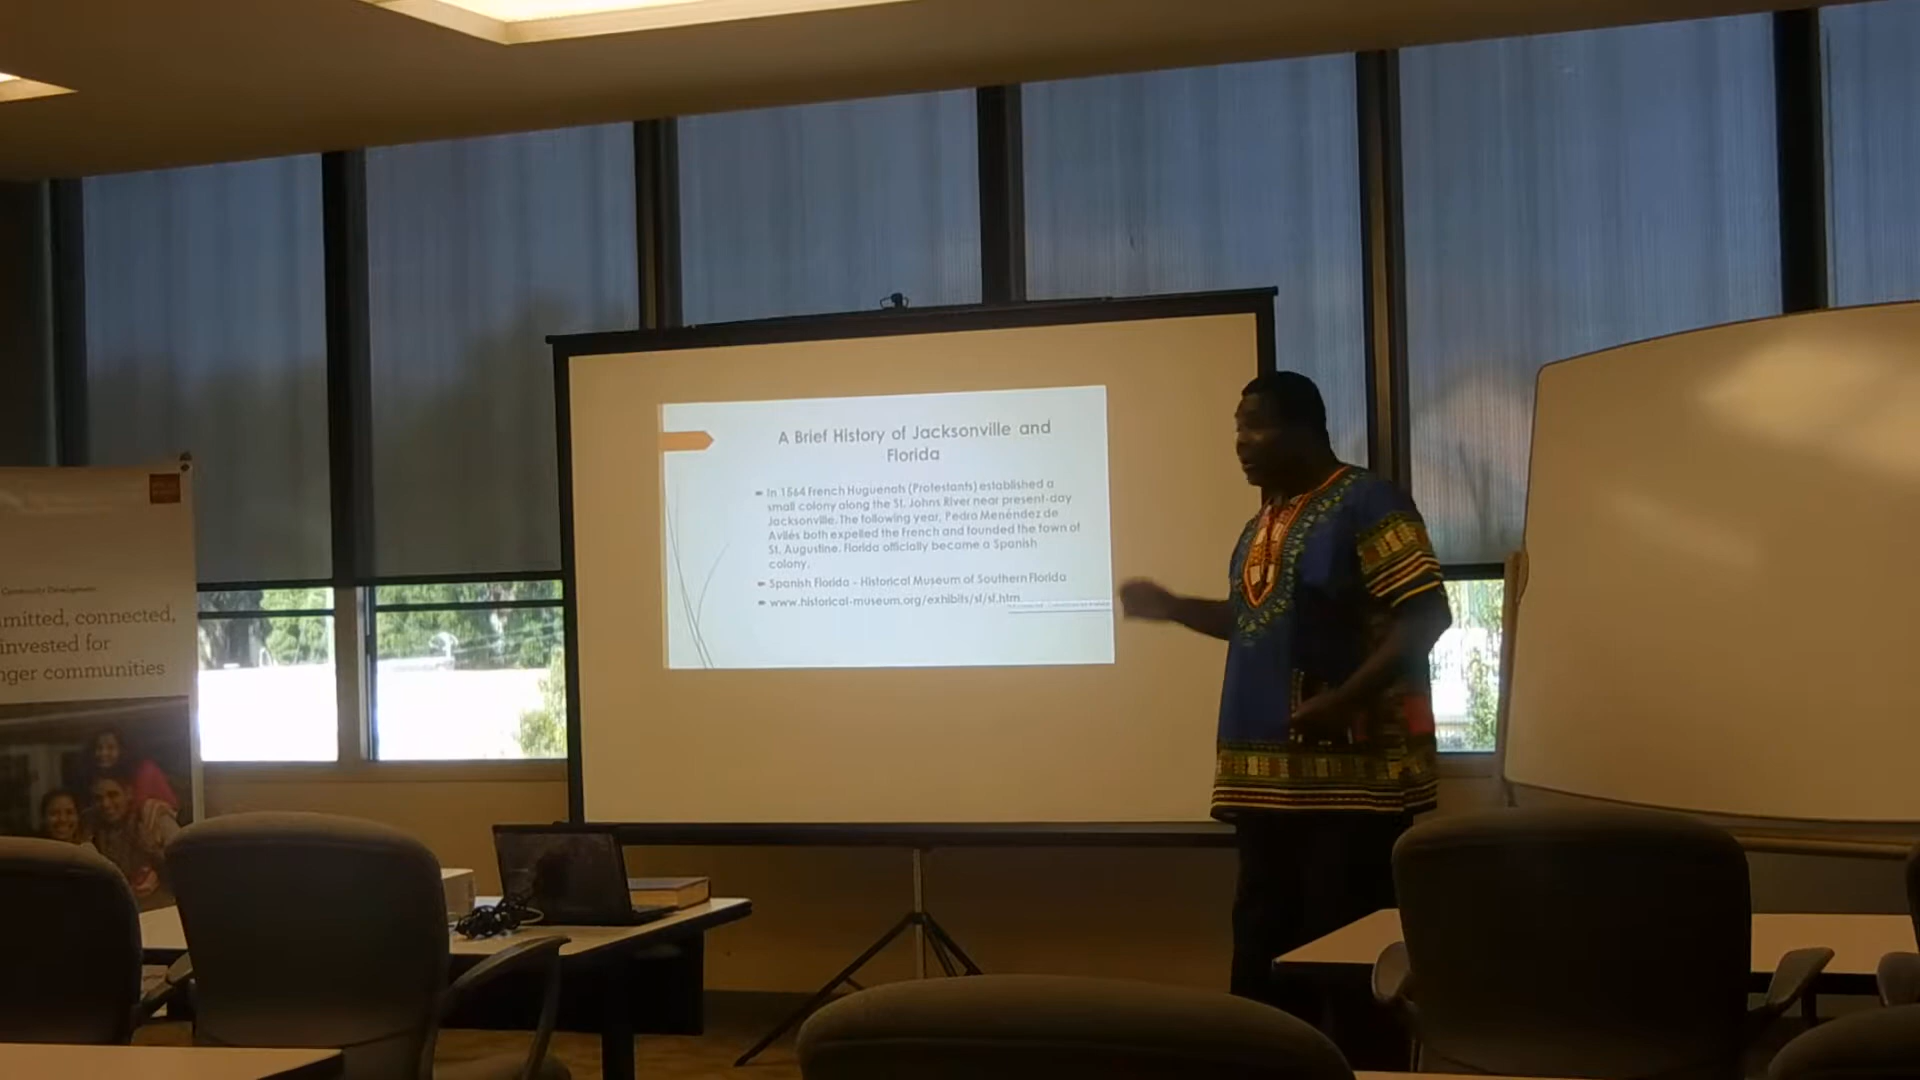 A Brief History of Jacksonville and
Florida
In 1564 French Huguenots (Protestants) established a
small colony along the St. Johns River near present-day
Jacksonville. The following year, Pedro Menéndez de
Avilés both expelled the French and founded the town of
St. Augustine. Florida officially became a Spanish
colony.
Spanish Florida - Historical Museum of Southern Florida
www.historical-museum.org/exhibits/sf/sf.htm
Community Development
mitted, connected,
invested for
nger communities